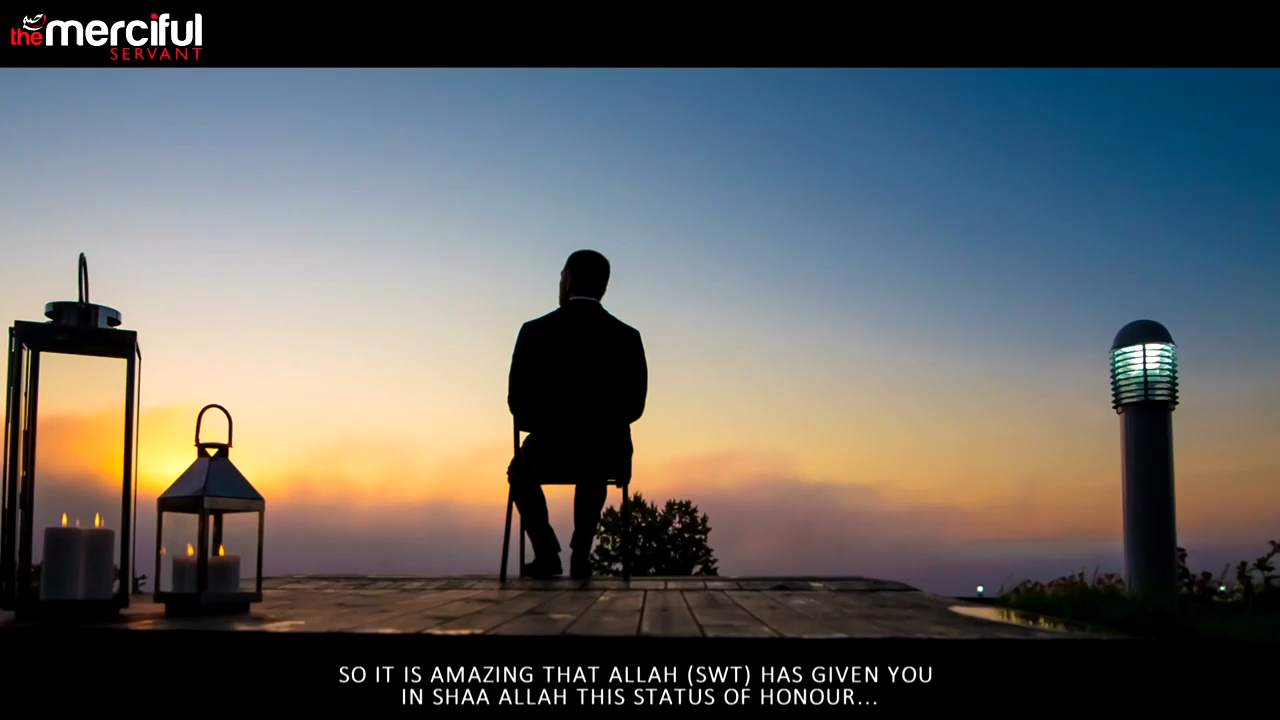 the merciful
SERVANT
SO IT IS AMAZING THAT ALLAH (SWT) HAS GIVEN YOU
IN SHAA ALLAH THIS STATUS OF HONOUR...